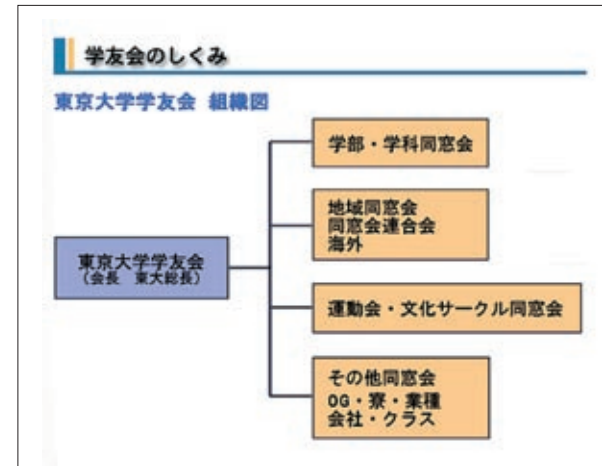 学友会のしくみ
東京大学学友会 組織図
学部・学科同窓会
地域同窓会
同窓会連合会
海外
東京大学学友会
(会長 東大総長)
運動会・文化サークル同窓会
その他同窓会
OG・寮・業種
会社・クラス